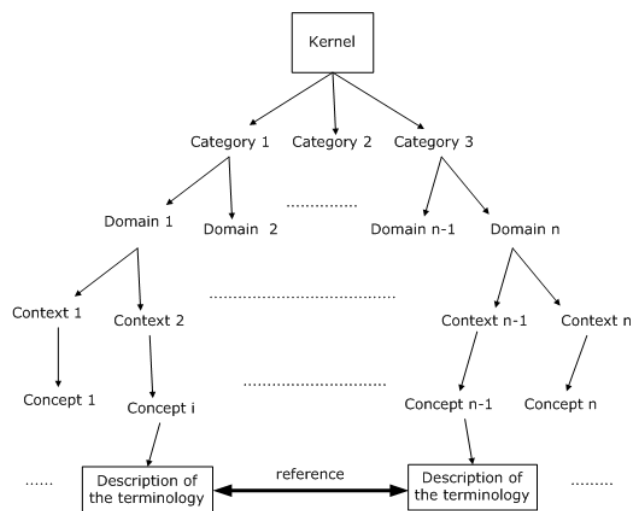 Kernel
Category 1 Category 2 Category 3
Domain 1 Domain 2 .................. Domain n-1 Domain n
Context 1 Context 2 ................................................ Context n-1 Context n
Concept 1 Concept i ..................................... Concept n-1 Concept n
reference
...... Description of
the terminology
Description of
the terminology ...........